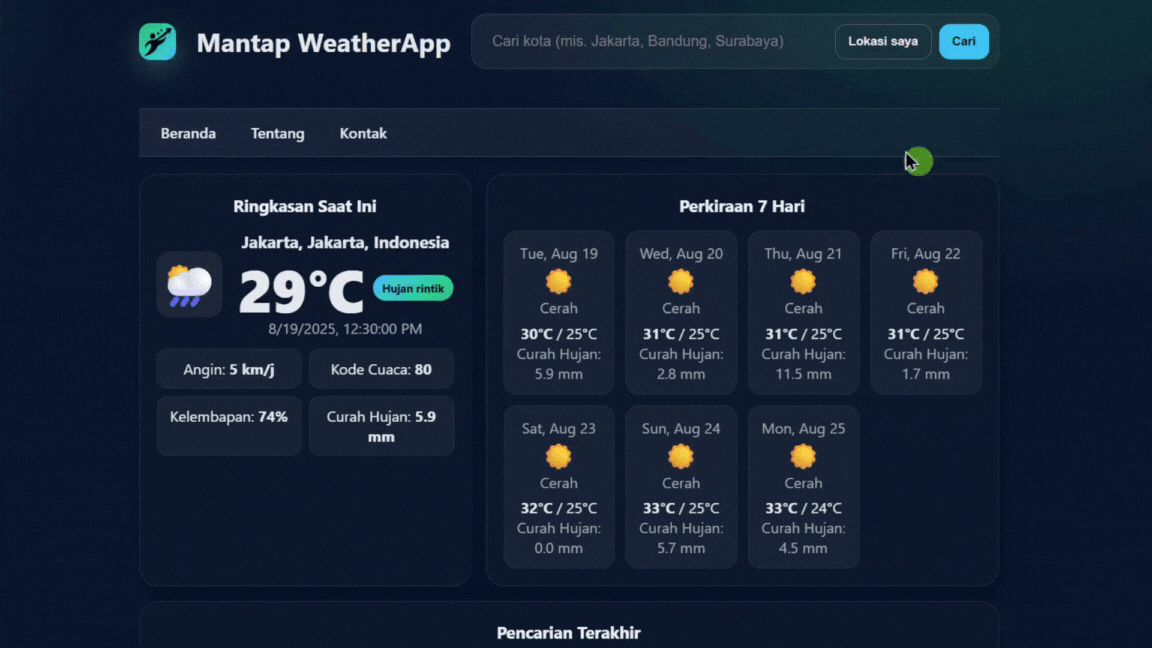 Mantap WeatherApp
Cari kota (mis. Jakarta, Bandung, Surabaya)
Lokasi saya
Cari
Beranda
Tentang
Kontak
Ringkasan Saat Ini
Jakarta, Jakarta, Indonesia
29°C
Hujan rintik
8/19/2025, 12:30:00 PM
Angin: 5 km/j
Kode Cuaca: 80
Kelembapan: 74%
Curah Hujan: 5.9
mm
Perkiraan 7 Hari
Tue, Aug 19
Cerah
30°C / 25°C
Curah Hujan:
5.9 mm
Wed, Aug 20
Cerah
31°C / 25°C
Curah Hujan:
2.8 mm
Thu, Aug 21
Cerah
31°C / 25°C
Curah Hujan:
11.5 mm
Fri, Aug 22
Cerah
31°C / 25°C
Curah Hujan:
1.7 mm
Sat, Aug 23
Cerah
32°C / 25°C
Curah Hujan:
0.0 mm
Sun, Aug 24
Cerah
33°C / 25°C
Curah Hujan:
5.7 mm
Mon, Aug 25
Cerah
33°C / 24°C
Curah Hujan:
4.5 mm
Pencarian Terakhir